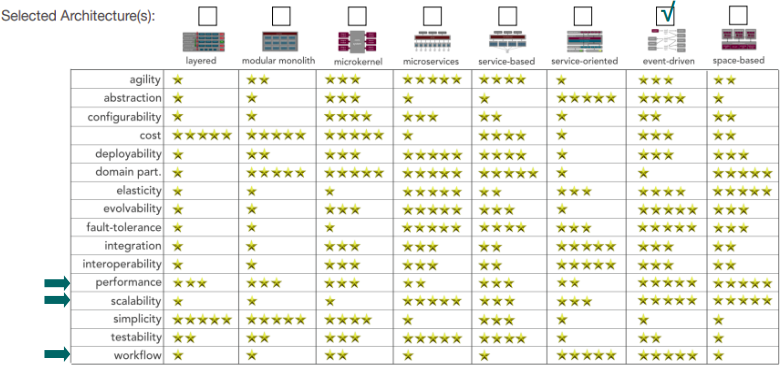 Selected Architecture(s):
layered modular monolith microkernel microservices service-based service-oriented event-driven space-based
agility
abstraction
configurability
cost
deployability
domain part.
elasticity
evolvability
fault-tolerance
integration
interoperability
performance
scalability
simplicity
testability
workflow